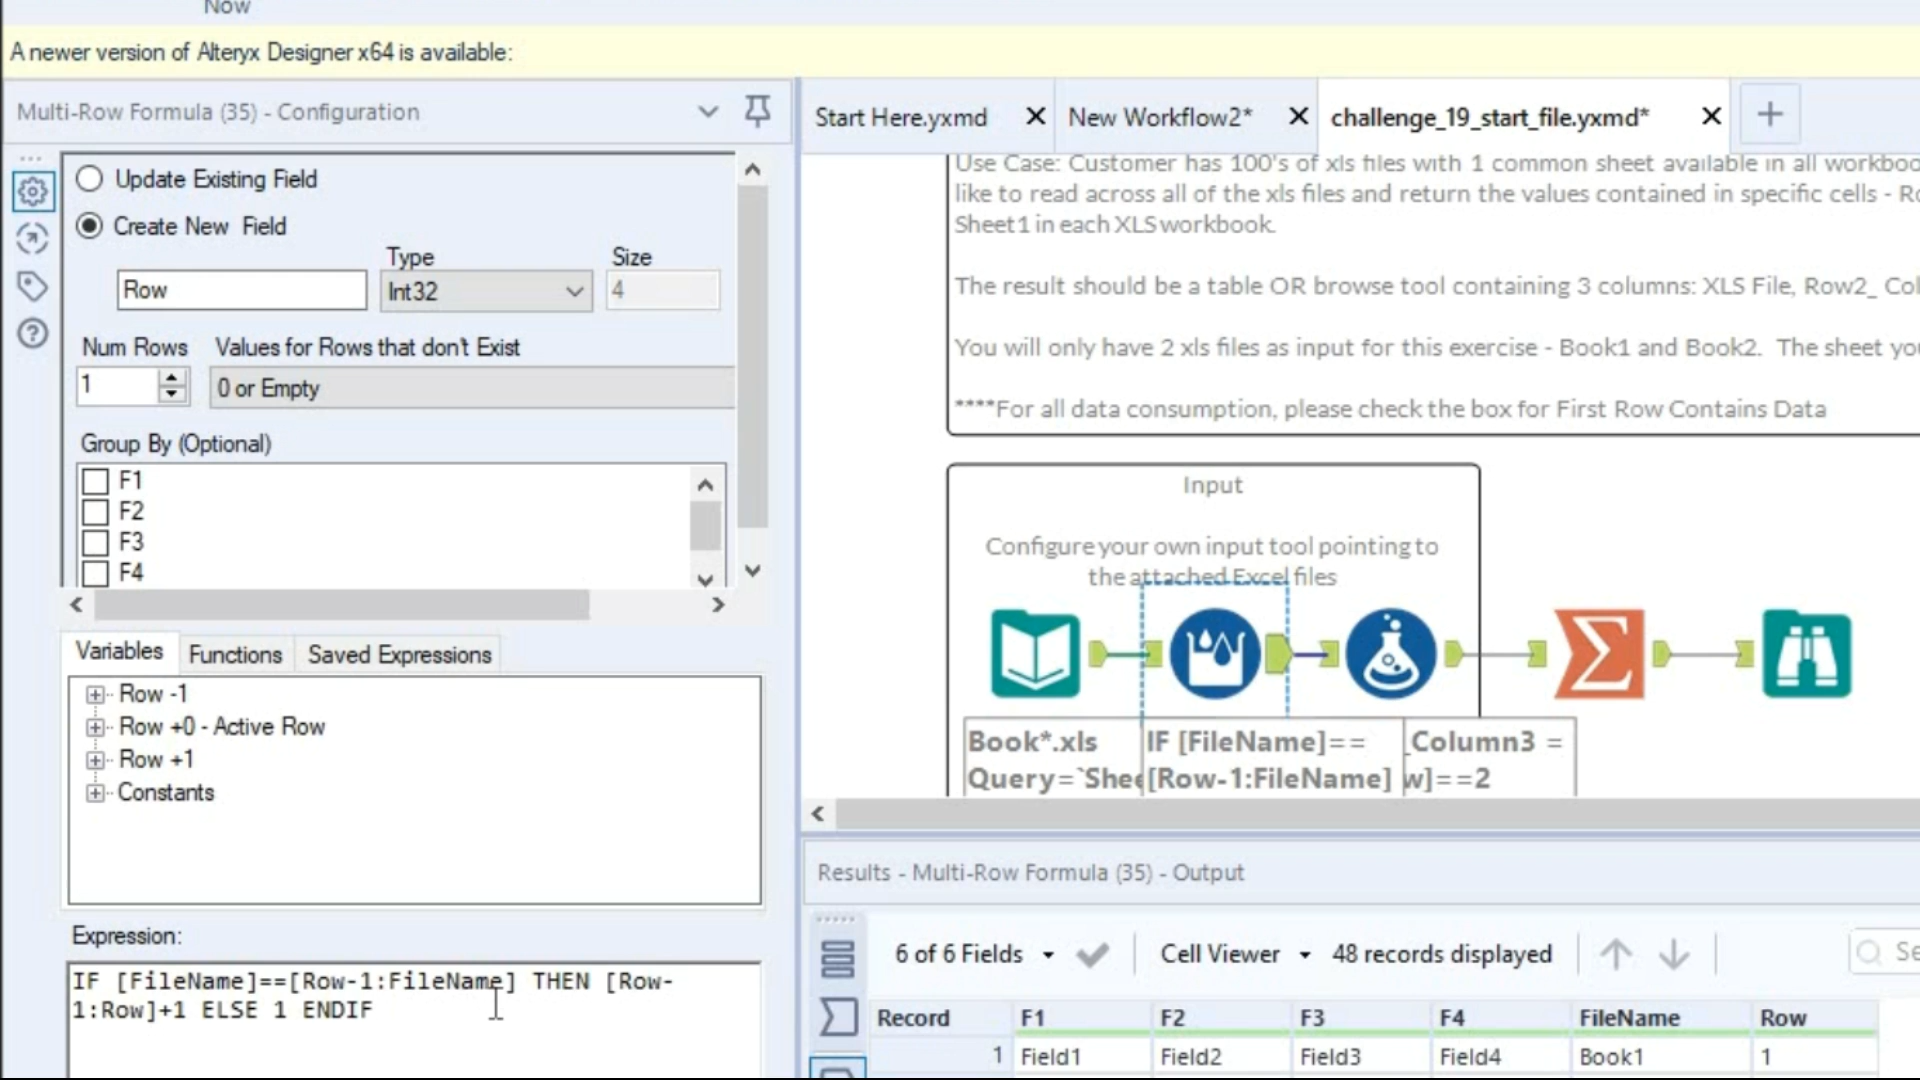 Now
A newer version of Alteryx Designer x64 is available:
Multi-Row Formula (35) - Configuration
Update Existing Field
Create New Field
Type
Size
Row
Int32
4
Num Rows
Values for Rows that don't Exist
1
0 or Empty
Group By (Optional)
F1
F2
F3
F4
Variables
Functions
Saved Expressions
Row -1
Row +0 - Active Row
Row +1
Constants
Expression:
IF [FileName]==[Row-1:FileName] THEN [Row-
1:Row]+1 ELSE 1 ENDIF
Start Here.yxmd
New Workflow2*
challenge_19_start_file.yxmd*
Use Case: Customer has 100's of xls files with 1 common sheet available in all workboo
like to read across all of the xls files and return the values contained in specific cells - Ro
Sheet1 in each XLS workbook.
The result should be a table OR browse tool containing 3 columns: XLS File, Row2_ Col
You will only have 2 xls files as input for this exercise - Book1 and Book2. The sheet yo
****For all data consumption, please check the box for First Row Contains Data
Input
Configure your own input tool pointing to
the attached Excel files
Book*.xls
Query=`Shee
IF [FileName]==
[Row-1:FileName]
_Column3 =
w]==2
Results - Multi-Row Formula (35) - Output
6 of 6 Fields
Cell Viewer
48 records displayed
Se
Record F1 F2 F3 F4 FileName Row
1 Field1 Field2 Field3 Field4 Book1 1